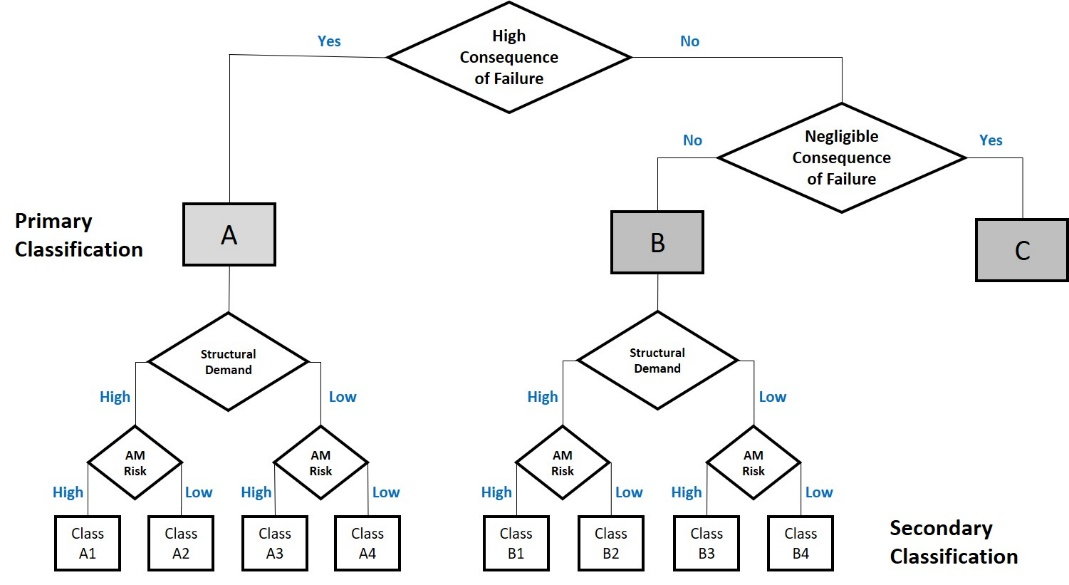 High
Consequence
of Failure
Yes
No
Negligible
Consequence
of Failure
No
Yes
Primary
Classification
A
B
C
Structural
Demand
High
Low
Structural
Demand
High
Low
AM
Risk
High
Low
AM
Risk
High
Low
AM
Risk
High
Low
AM
Risk
High
Low
Class
A1
Class
A2
Class
A3
Class
A4
Class
B1
Class
B2
Class
B3
Class
B4
Secondary
Classification